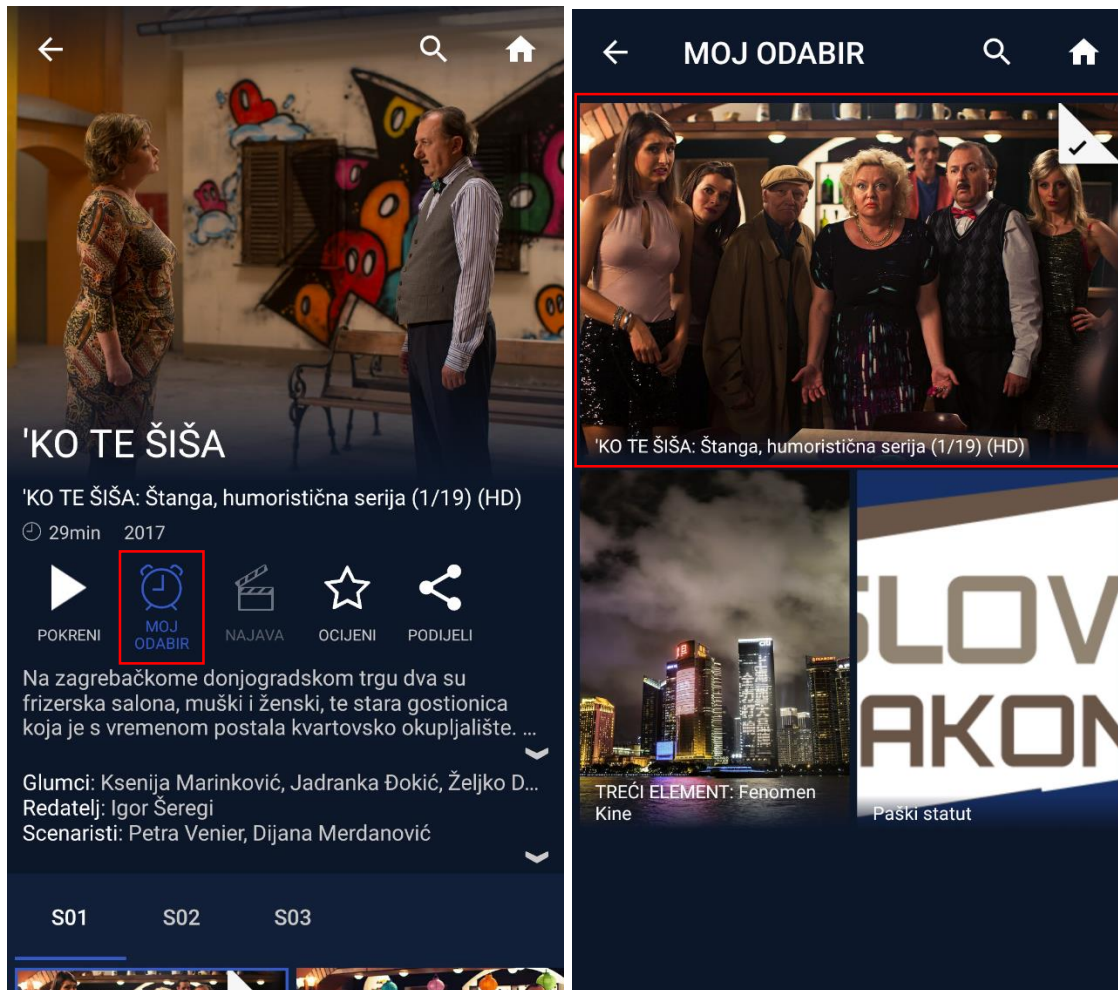 'KO TE ŠIŠA
'KO TE ŠIŠA: Štanga, humoristična serija (1/19) (HD)
29min 2017
POKRENI
MOJ
ODABIR
NAJAVA
OCIJENI
PODIJELI
Na zagrebačkome donjogradskom trgu dva su
frizerska salona, muški i ženski, te stara gostionica
koja je s vremenom postala kvartovsko okupljalište. ...
Glumci: Ksenija Marinković, Jadranka Đokić, Željko D...
Redatelj: Igor Šeregi
Scenaristi: Petra Venier, Dijana Merdanović
S01 S02 S03
MOJ ODABIR
'KO TE ŠIŠA: Štanga, humoristična serija (1/19) (HD)
TREĆI ELEMENT: Fenomen
Kine
SLOV
AKON
Paški statut